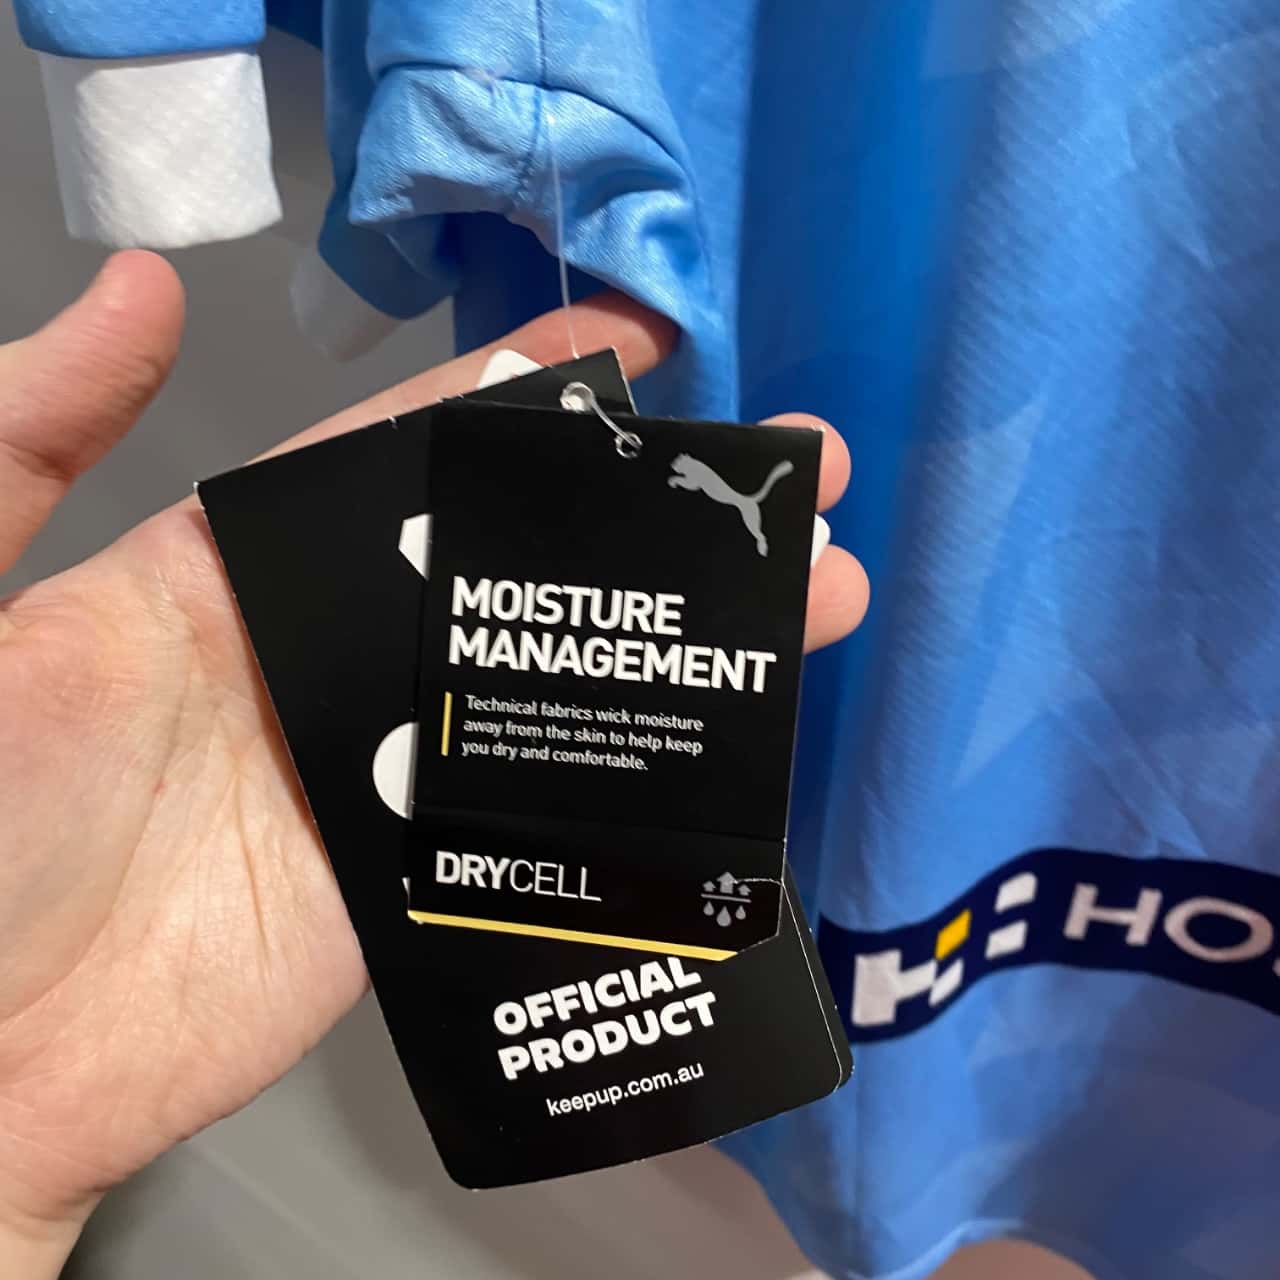 MOISTURE
MANAGEMENT
Technical fabrics wick moisture
away from the skin to help keep
you dry and comfortable.
DRYCELL
OFFICIAL
PRODUCT
keepup.com.au
HO